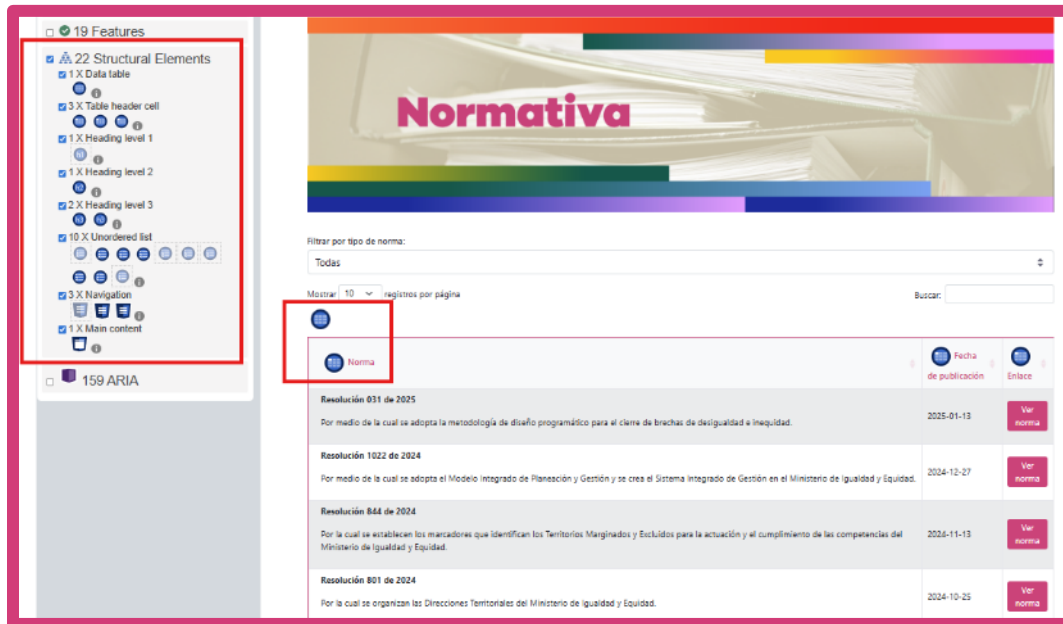 19 Features
22 Structural Elements
1 X Data table
3 X Table header cell
1 X Heading level 1
h1
1 X Heading level 2
h2
2 X Heading level 3
h3 h3
10 X Unordered list
3 X Navigation
1 X Main content
159 ARIA
Normativa
Filtrar por tipo de norma:
Todas
Mostrar 10 registros por página
Buscar:
Norma
Fecha
de publicación
Enlace
Resolución 031 de 2025
Por medio de la cual se adopta la metodología de diseño programático para el cierre de brechas de desigualdad e inequidad.
2025-01-13
Ver
norma
Resolución 1022 de 2024
Por medio de la cual se adopta el Modelo Integrado de Planeación y Gestión y se crea el Sistema Integrado de Gestión en el Ministerio de Igualdad y Equidad.
2024-12-27
Ver
norma
Resolución 844 de 2024
Por la cual se establecen los marcadores que identifican los Territorios Marginados y Excluidos para la actuación y el cumplimiento de las competencias del
Ministerio de Igualdad y Equidad.
2024-11-13
Ver
norma
Resolución 801 de 2024
Por la cual se organizan las Direcciones Territoriales del Ministerio de Igualdad y Equidad.
2024-10-25
Ver
norma